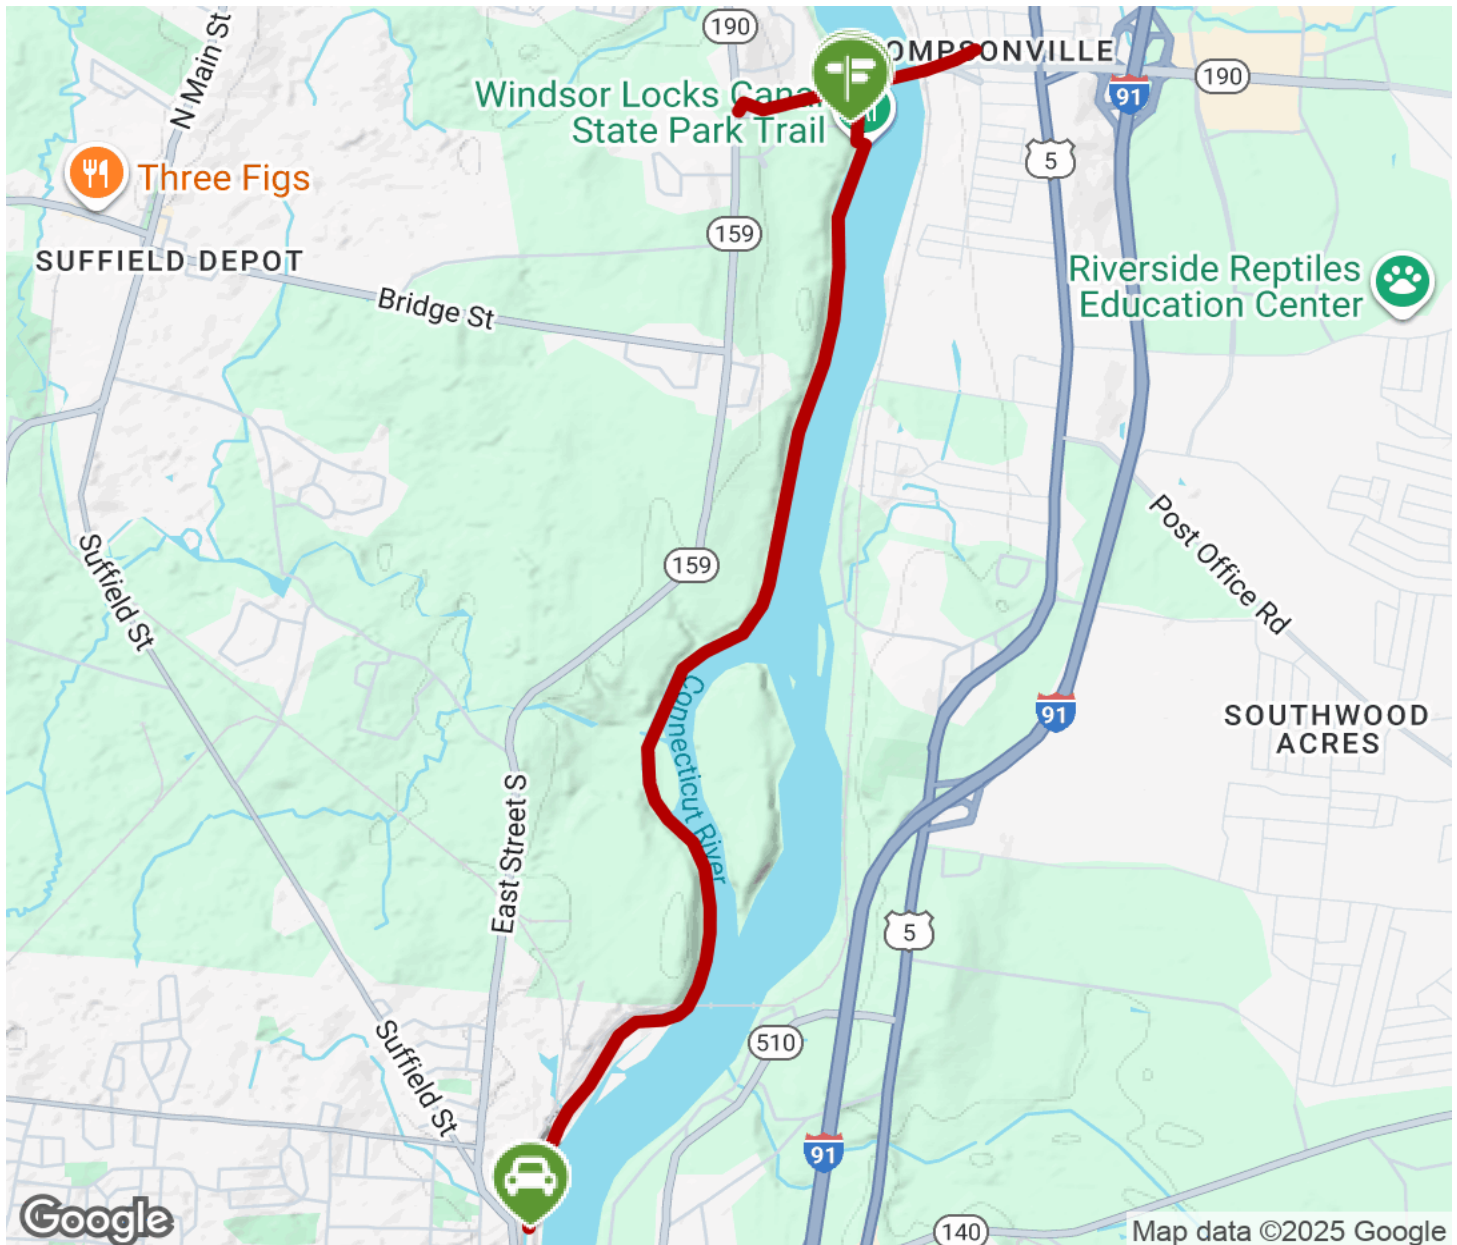 190
OMPSONVILLE
190
91
N Main St
Windsor Locks Canal
State Park Trail
5
Three Figs
159
SUFFIELD DEPOT
Riverside Reptiles
Education Center
Bridge St
Post Office Rd
159
Suffield St
Connecticut River
91
SOUTHWOOD
ACRES
East Street S
5
510
Suffield St
91
140
Google
Map data ©2025 Google